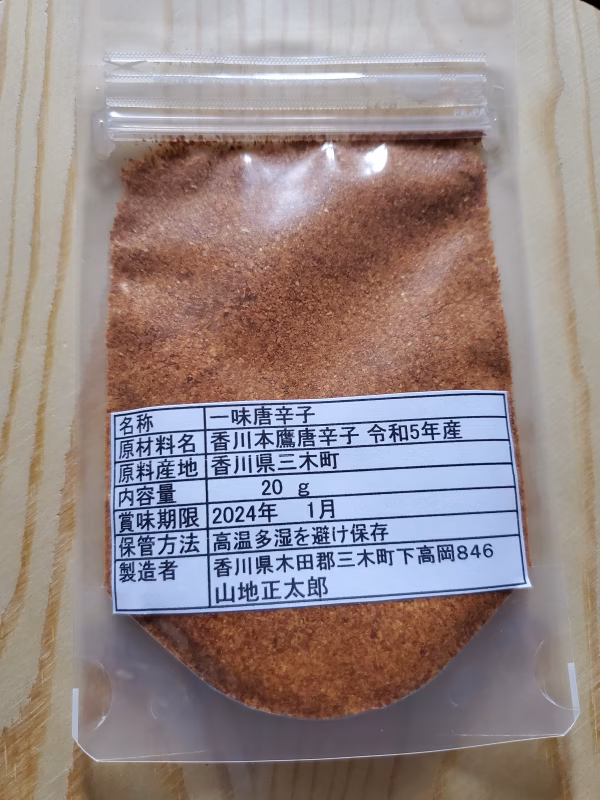 名称 一味唐辛子
原材料名 香川本鷹唐辛子 令和5年産
原料産地 香川県三木町
内容量 20 g
賞味期限 2024年 1月
保管方法 高温多湿を避け保存
製造者 香川県木田郡三木町下高岡846
山地正太郎